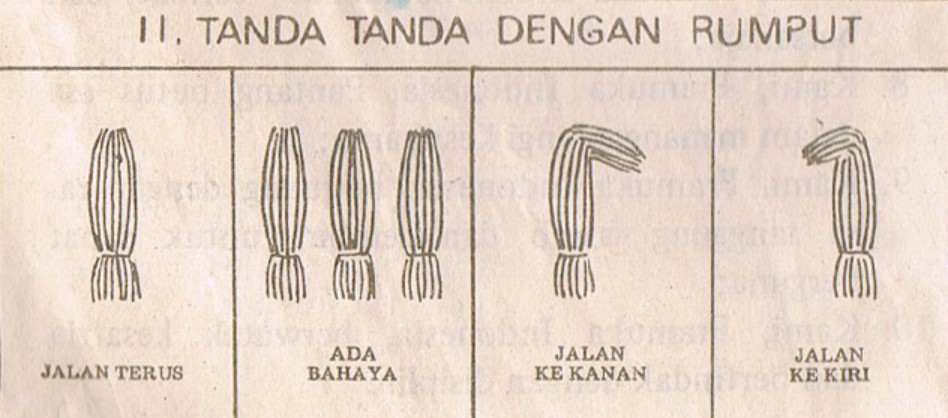 II. TANDA TANDA DENGAN RUMPUT
JALAN TERUS
ADA
BAHAYA
JALAN
KE KANAN
JALAN
KE KIRI